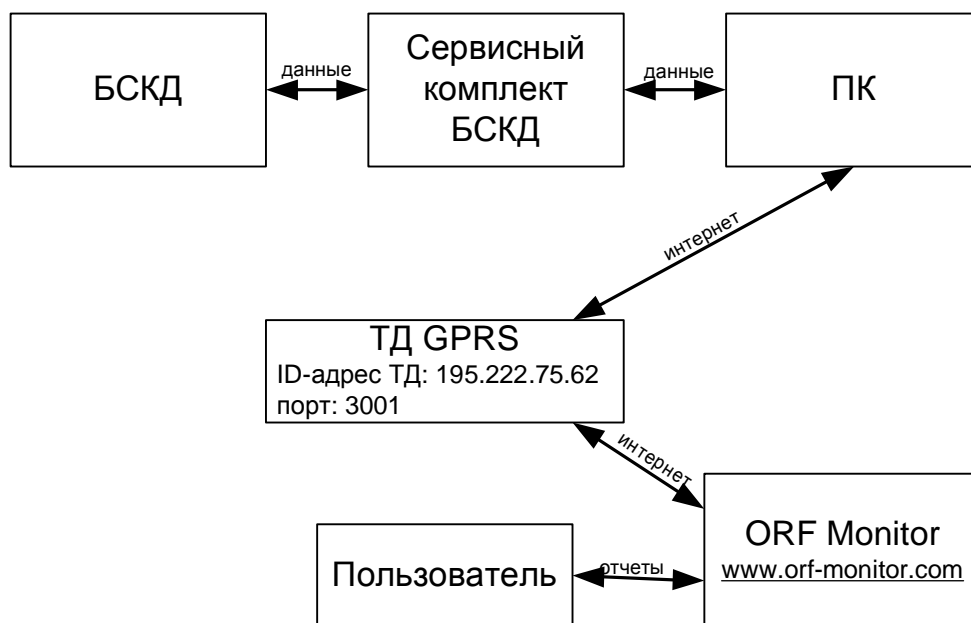 БСКД
данные
Сервисный
комплект
БСКД
данные
ПК
интернет
ТД GPRS
ID-адрес ТД: 195.222.75.62
порт: 3001
интернет
ORF Monitor
www.orf-monitor.com
отчеты
Пользователь